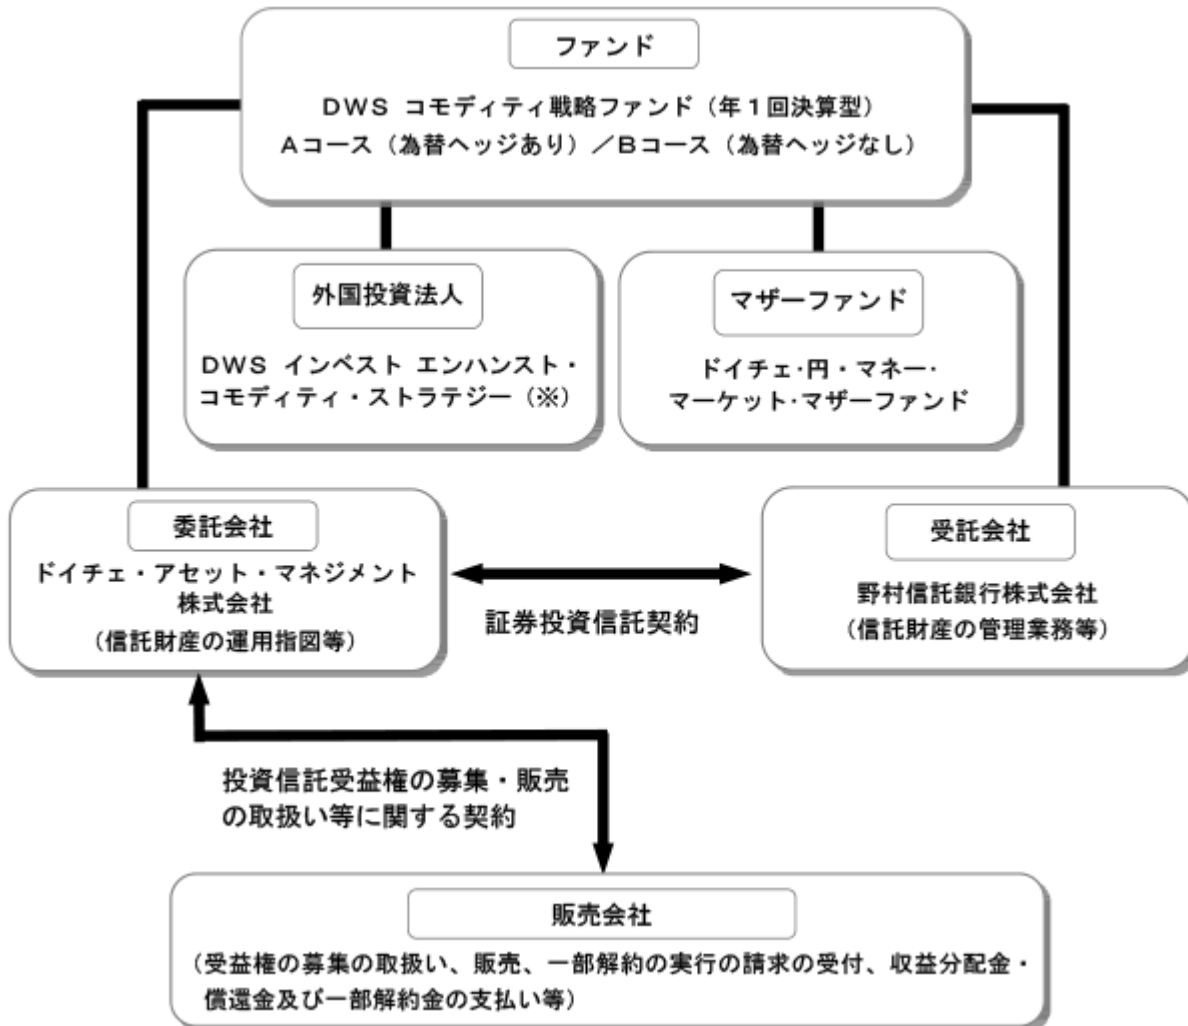 ファンド
DWS コモディティ戦略ファンド（年１回決算型）
Aコース（為替ヘッジあり）／Bコース（為替ヘッジなし）
外国投資法人
DWS インベスト エンハンスト・
コモディティ・ストラテジー（※）
マザーファンド
ドイチェ・円・マネー・
マーケット・マザーファンド
委託会社
ドイチェ・アセット・マネジメント
株式会社
（信託財産の運用指図等）
証券投資信託契約
受託会社
野村信託銀行株式会社
（信託財産の管理業務等）
投資信託受益権の募集・販売
の取扱い等に関する契約
販売会社
（受益権の募集の取扱い、販売、一部解約の実行の請求の受付、収益分配金・
償還金及び一部解約金の支払い等）